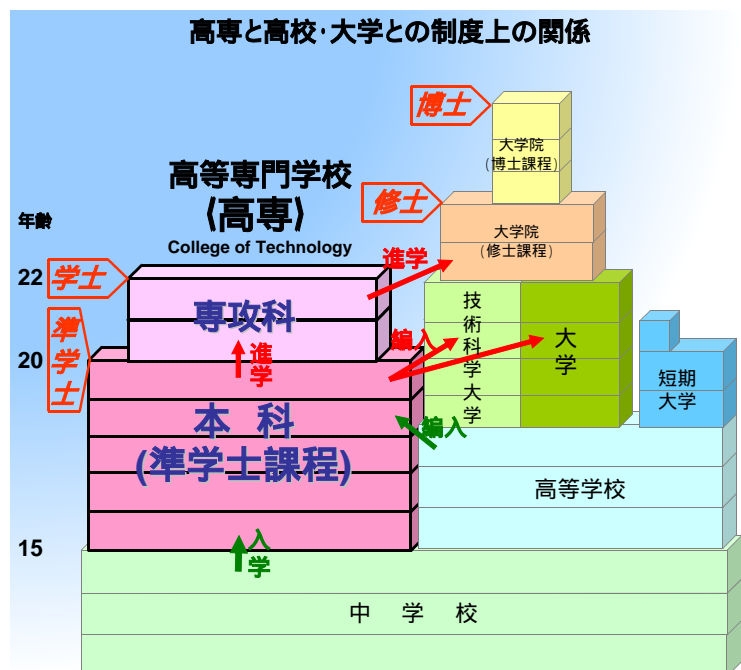 高専と高校･大学との制度上の関係
博士
大学院
(博士課程)
高等専門学校
(高専)
College of Technology
修士
年齢
大学院
(修士課程)
進学
22
学士
専攻科
技術科学大学
大学
準学士
編入
進学
20
短期
大学
本 科
(準学士課程)
編入
高等学校
15
入学
中 学 校